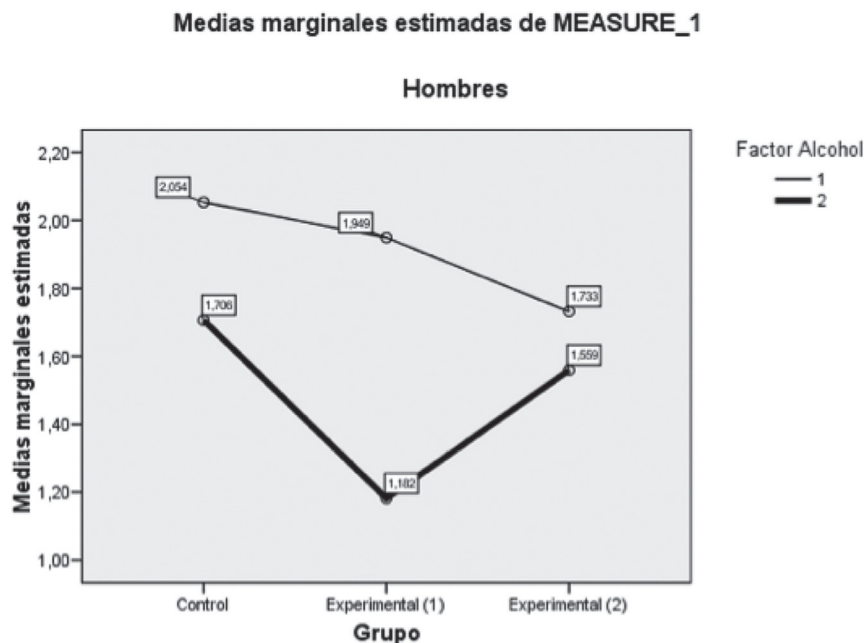 Medias marginales estimadas de MEASURE_1
Hombres
Factor Alcohol
1
2
Medias marginales estimadas
2,20
2,00
1,80
1,60
1,40
1,20
1,00
2,054
1,949
1,733
1,706
1,559
1,182
Control
Experimental (1)
Experimental (2)
Grupo